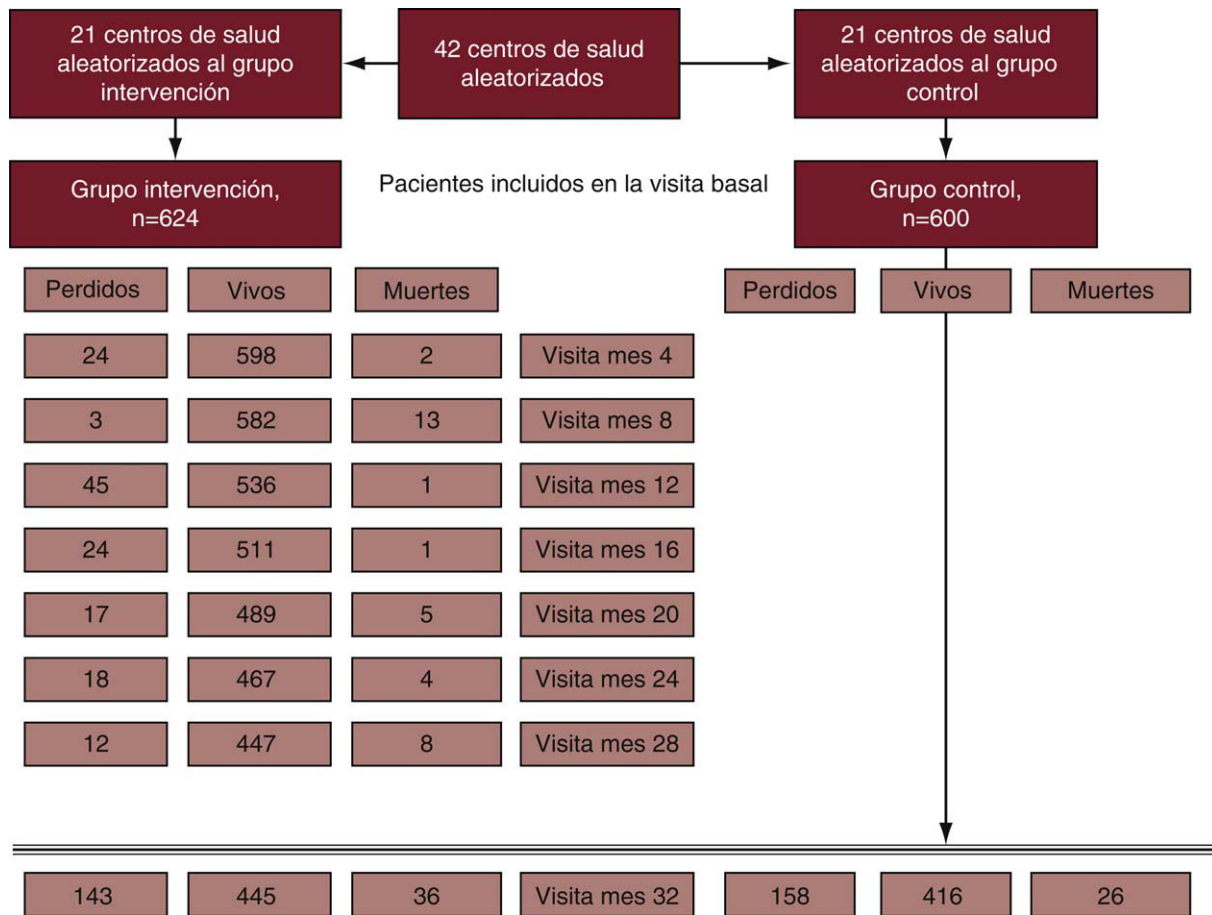 21 centros de salud
aleatorizados al grupo
intervención
42 centros de salud
aleatorizados
21 centros de salud
aleatorizados al grupo
control
Grupo intervención,
n=624
Pacientes incluidos en la visita basal
Grupo control,
n=600
Perdidos Vivos Muertes Perdidos Vivos Muertes
24 598 2 Visita mes 4
3 582 13 Visita mes 8
45 536 1 Visita mes 12
24 511 1 Visita mes 16
17 489 5 Visita mes 20
18 467 4 Visita mes 24
12 447 8 Visita mes 28
143 445 36 Visita mes 32 158 416 26